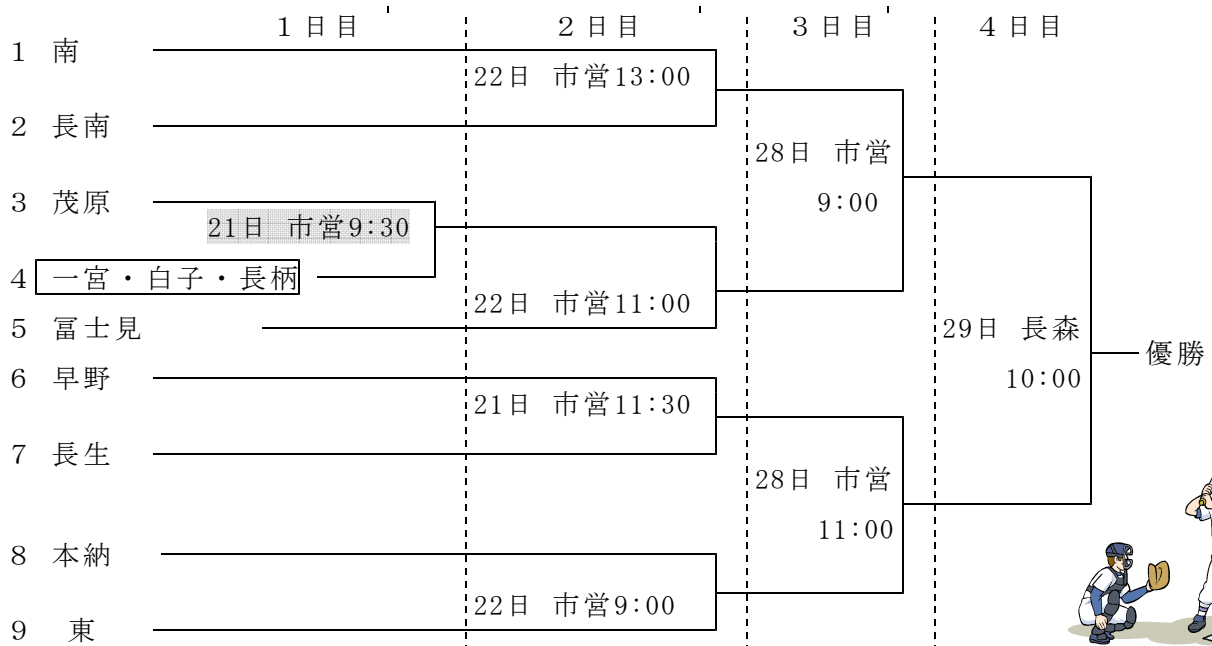 1日目 2日目 3日目 4日目
1 南
22日 市営13:00
2 長南
28日 市営
9:00
3 茂原
21日 市営9:30
4 一宮・白子・長柄
22日 市営11:00
5 冨士見
29日 長森
10:00
優勝
6 早野
21日 市営11:30
7 長生
28日 市営
11:00
8 本納
22日 市営9:00
9 東